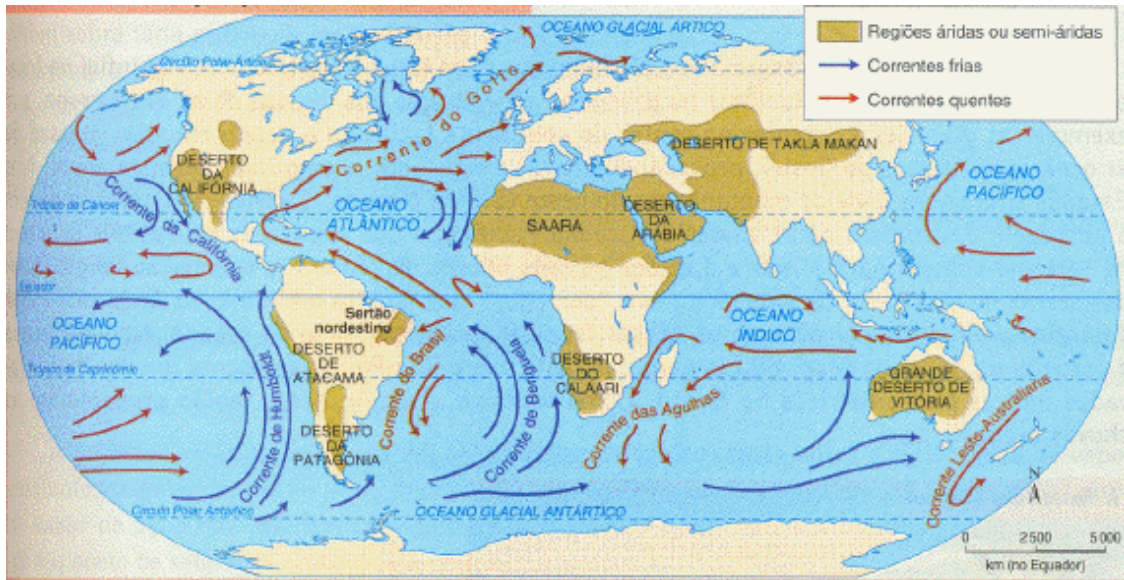 OCEANO GLACIAL ÁRTICO
Regiões áridas ou semi-áridas
Correntes frias
Correntes quentes
Círculo Polar Ártico
Corrente do Golfo
DESERTO
DA
CALIFÓRNIA
DESERTO DE TAKLA MAKAN
OCEANO
PACÍFICO
Trópico de Câncer
Corrente da Califórnia
OCEANO
ATLÂNTICO
SAARA
DESERTO
DA
ARÁBIA
Equador
OCEANO
PACÍFICO
Sertão
nordestino
OCEANO
ÍNDICO
Trópico de Capricórnio
Corrente de Humboldt
DESERTO
DE
ATACAMA
Corrente do Brasil
Corrente de Benguela
DESERTO
DO
CALAARI
Corrente das Agulhas
GRANDE
DESERTO DE
VITÓRIA
Corrente Leste-Australiana
DESERTO
DA
PATAGÔNIA
Círculo Polar Antártico
OCEANO GLACIAL ANTÁRTICO
N
0 2 500 5 000
km (no Equador)